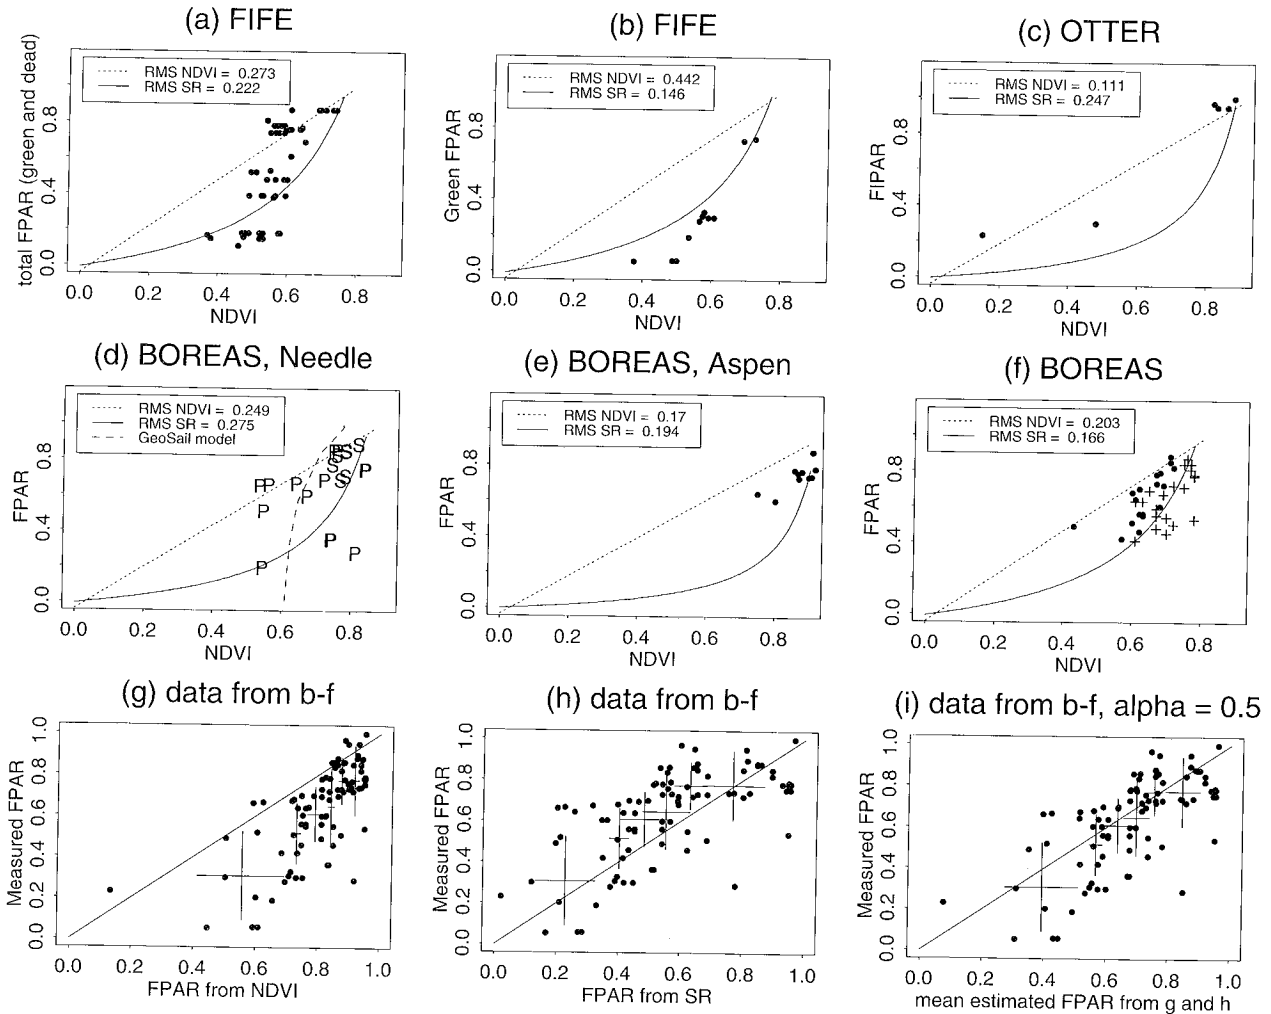 (a) FIFE
RMS NDVI = 0.273
RMS SR = 0.222
total FPAR (green and dead)
0.0 0.4 0.8
0.0 0.2 0.4 0.6 0.8
NDVI
(b) FIFE
RMS NDVI = 0.442
RMS SR = 0.146
Green FPAR
0.0 0.4 0.8
0.0 0.2 0.4 0.6 0.8
NDVI
(c) OTTER
RMS NDVI = 0.111
RMS SR = 0.247
FIPAR
0.0 0.4 0.8
0.0 0.2 0.4 0.6 0.8
NDVI
(d) BOREAS, Needle
RMS NDVI = 0.249
RMS SR = 0.275
GeoSail model
FPAR
0.0 0.4 0.8
0.0 0.2 0.4 0.6 0.8
NDVI
(e) BOREAS, Aspen
RMS NDVI = 0.17
RMS SR = 0.194
FPAR
0.0 0.4 0.8
0.0 0.2 0.4 0.6 0.8
NDVI
(f) BOREAS
RMS NDVI = 0.203
RMS SR = 0.166
FPAR
0.0 0.4 0.8
0.0 0.2 0.4 0.6 0.8
NDVI
(g) data from b-f
Measured FPAR
0.0 0.2 0.4 0.6 0.8 1.0
0.0 0.2 0.4 0.6 0.8 1.0
FPAR from NDVI
(h) data from b-f
Measured FPAR
0.0 0.2 0.4 0.6 0.8 1.0
0.0 0.2 0.4 0.6 0.8 1.0
FPAR from SR
(i) data from b-f, alpha = 0.5
Measured FPAR
0.0 0.2 0.4 0.6 0.8 1.0
0.0 0.2 0.4 0.6 0.8 1.0
mean estimated FPAR from g and h